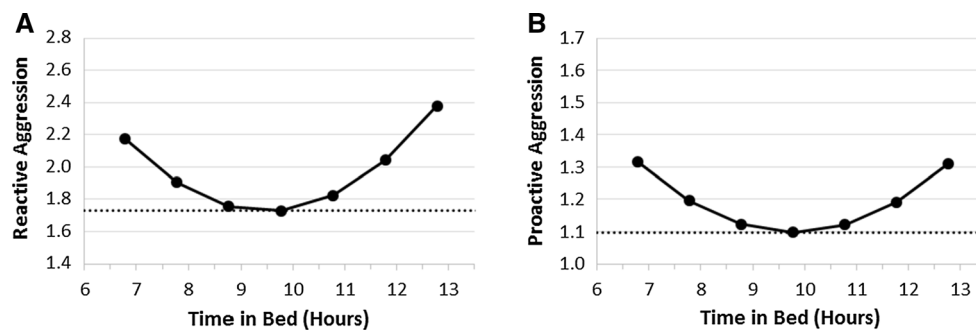 A
Reactive Aggression
2.8
2.6
2.4
2.2
2.0
1.8
1.6
1.4
6 7 8 9 10 11 12 13
Time in Bed (Hours)
B
Proactive Aggression
1.7
1.6
1.5
1.4
1.3
1.2
1.1
1.0
6 7 8 9 10 11 12 13
Time in Bed (Hours)